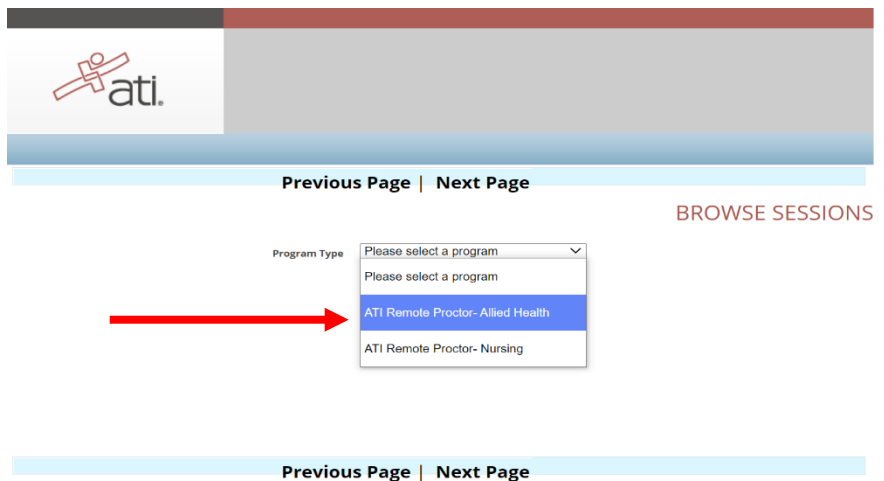 ati.
Previous Page | Next Page
BROWSE SESSIONS
Program Type Please select a program
Please select a program
ATI Remote Proctor- Allied Health
ATI Remote Proctor- Nursing
Previous Page | Next Page